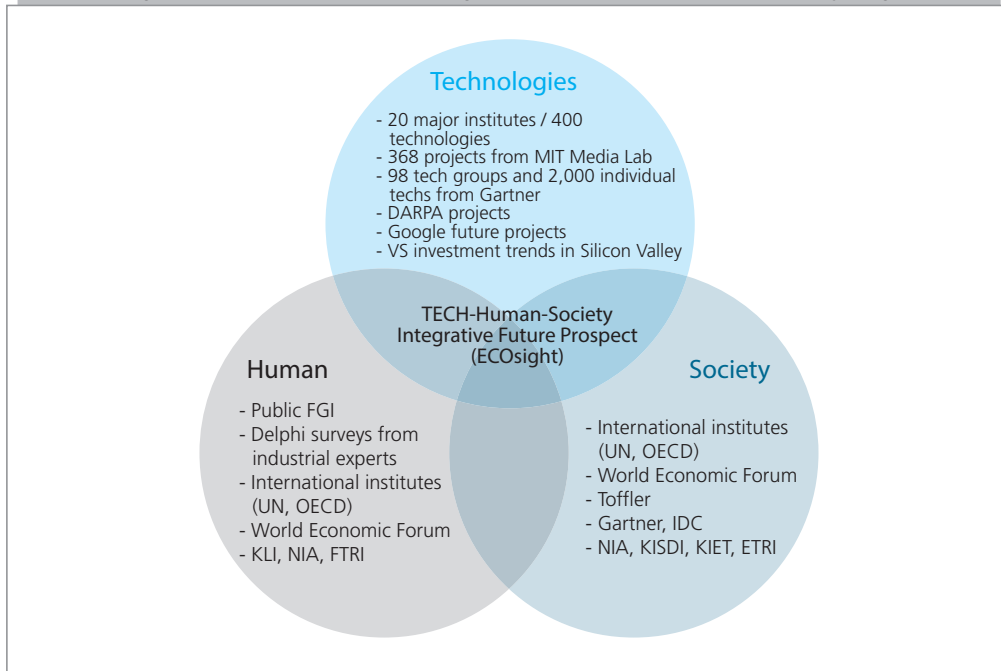 Technologies
- 20 major institutes / 400
technologies
- 368 projects from MIT Media Lab
- 98 tech groups and 2,000 individual
techs from Gartner
- DARPA projects
- Google future projects
- VS investment trends in Silicon Valley
TECH-Human-Society
Integrative Future Prospect
(ECOsight)
Human
- Public FGI
- Delphi surveys from
industrial experts
- International institutes
(UN, OECD)
- World Economic Forum
- KLI, NIA, FTRI
Society
- International institutes
(UN, OECD)
- World Economic Forum
- Toffler
- Gartner, IDC
- NIA, KISDI, KIET, ETRI